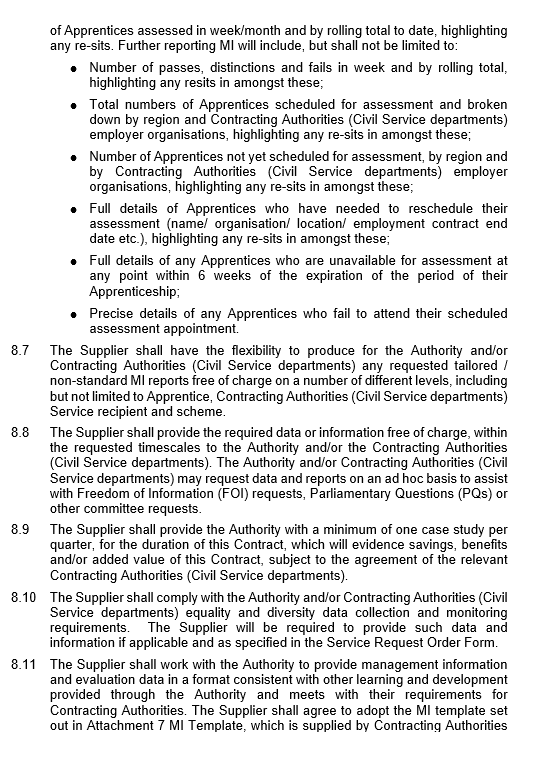 of Apprentices assessed in week/month and by rolling total to date, highlighting
any re-sits. Further reporting MI will include, but shall not be limited to:
● Number of passes, distinctions and fails in week and by rolling total,
highlighting any resits in amongst these;
● Total numbers of Apprentices scheduled for assessment and broken
down by region and Contracting Authorities (Civil Service departments)
employer organisations, highlighting any re-sits in amongst these;
● Number of Apprentices not yet scheduled for assessment, by region and
by Contracting Authorities (Civil Service departments) employer
organisations, highlighting any re-sits in amongst these;
● Full details of Apprentices who have needed to reschedule their
assessment (name/ organisation/ location/ employment contract end
date etc.), highlighting any re-sits in amongst these;
● Full details of any Apprentices who are unavailable for assessment at
any point within 6 weeks of the expiration of the period of their
Apprenticeship;
● Precise details of any Apprentices who fail to attend their scheduled
assessment appointment.
8.7 The Supplier shall have the flexibility to produce for the Authority and/or
Contracting Authorities (Civil Service departments) any requested tailored /
non-standard MI reports free of charge on a number of different levels, including
but not limited to Apprentice, Contracting Authorities (Civil Service departments)
Service recipient and scheme.
8.8 The Supplier shall provide the required data or information free of charge, within
the requested timescales to the Authority and/or the Contracting Authorities
(Civil Service departments). The Authority and/or Contracting Authorities (Civil
Service departments) may request data and reports on an ad hoc basis to assist
with Freedom of Information (FOI) requests, Parliamentary Questions (PQs) or
other committee requests.
8.9 The Supplier shall provide the Authority with a minimum of one case study per
quarter, for the duration of this Contract, which will evidence savings, benefits
and/or added value of this Contract, subject to the agreement of the relevant
Contracting Authorities (Civil Service departments).
8.10 The Supplier shall comply with the Authority and/or Contracting Authorities (Civil
Service departments) equality and diversity data collection and monitoring
requirements. The Supplier will be required to provide such data and
information if applicable and as specified in the Service Request Order Form.
8.11 The Supplier shall work with the Authority to provide management information
and evaluation data in a format consistent with other learning and development
provided through the Authority and meets with their requirements for
Contracting Authorities. The Supplier shall agree to adopt the MI template set
out in Attachment 7 MI Template, which is supplied by Contracting Authorities